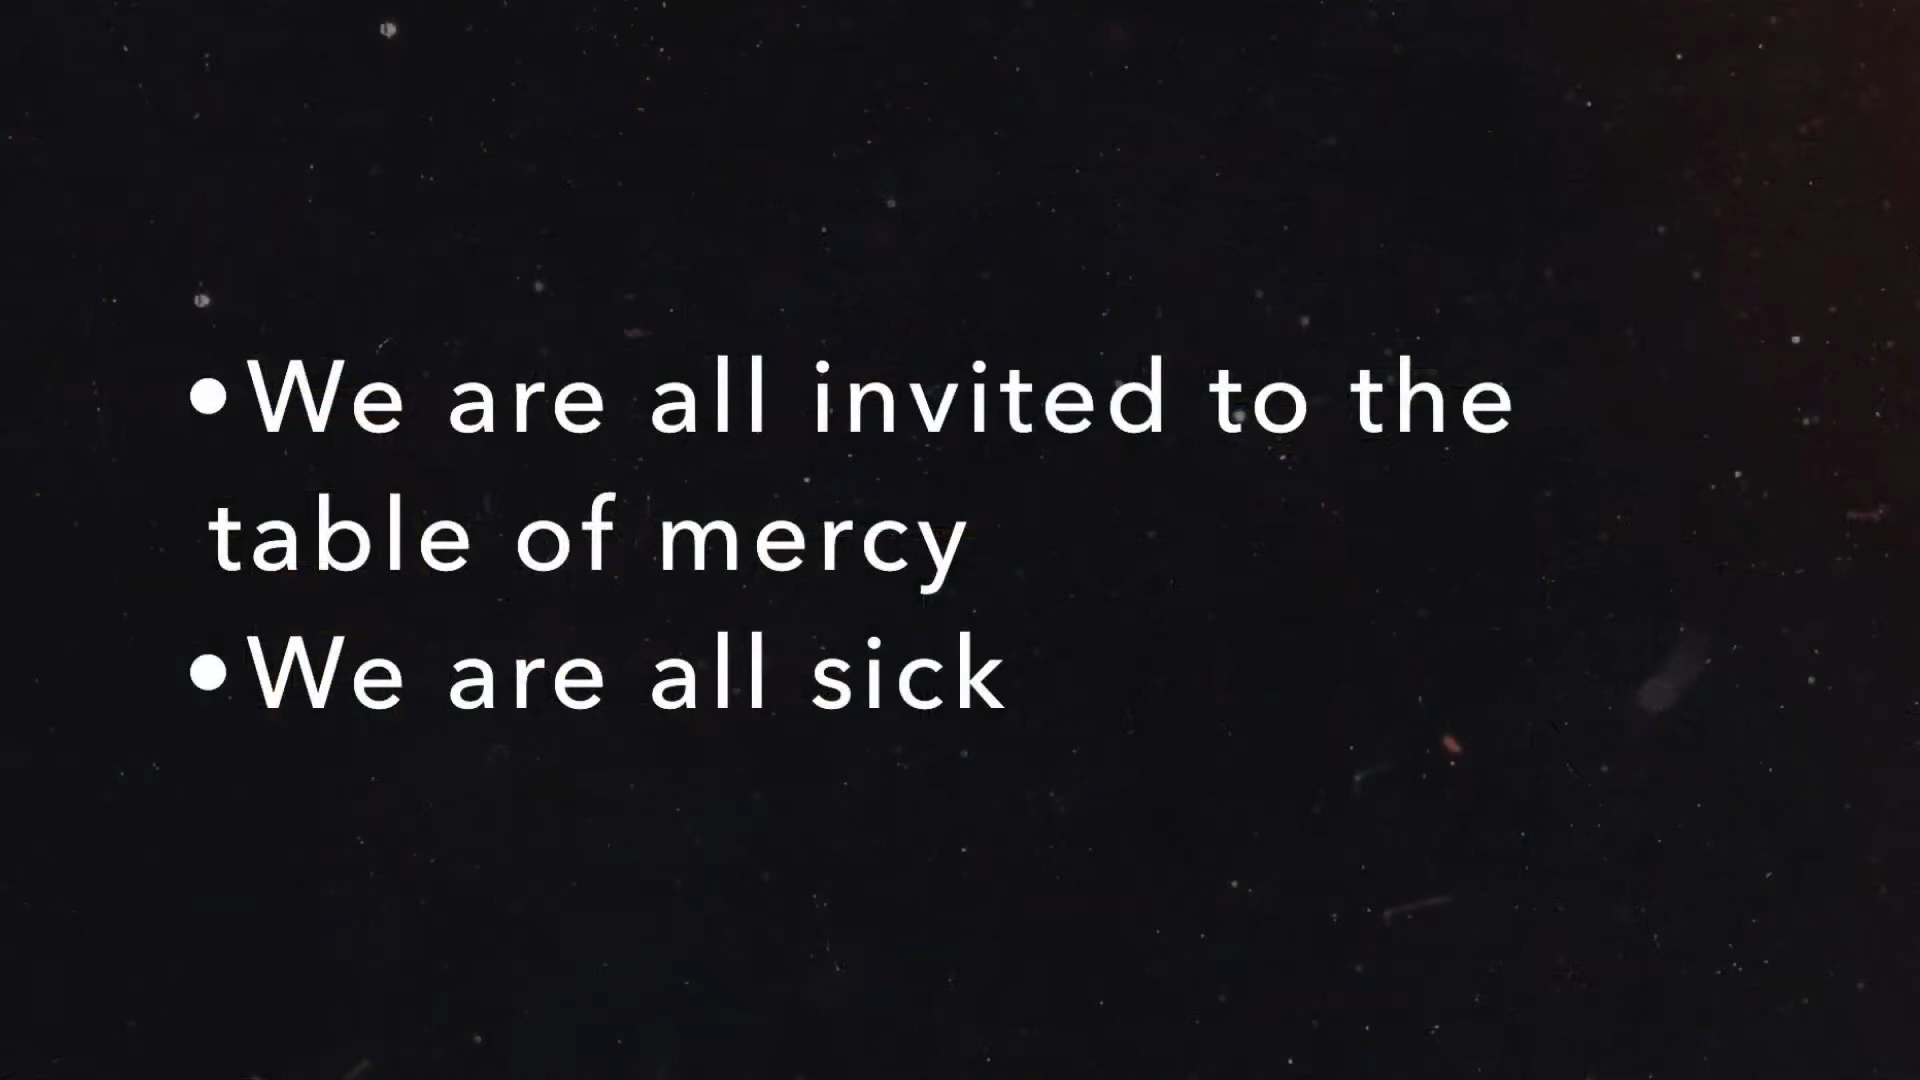 •We are all invited to the
table of mercy
•We are all sick